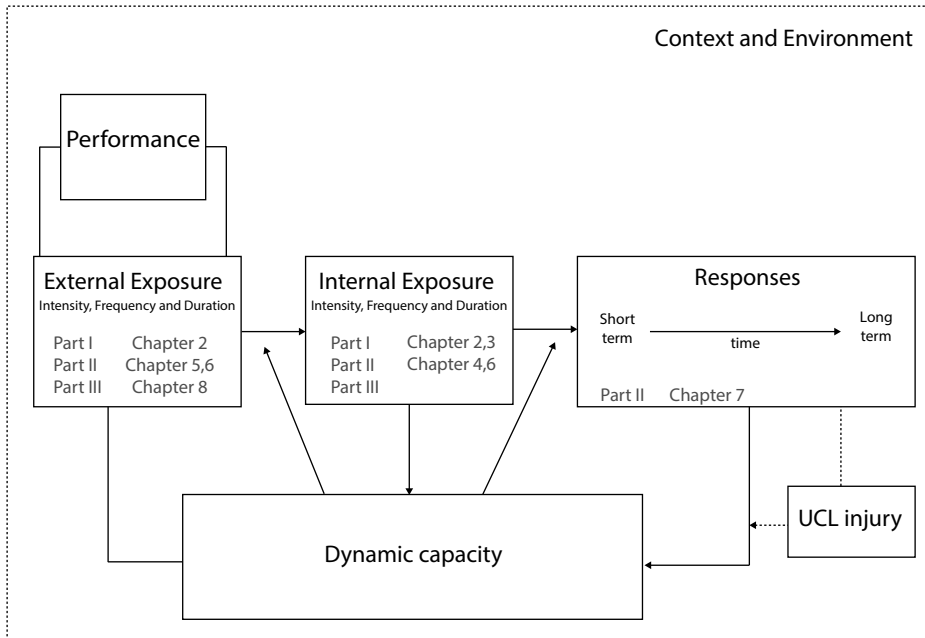 Context and Environment
Performance
External Exposure
Intensity, Frequency and Duration
Part I Chapter 2
Part II Chapter 5,6
Part III Chapter 8
Internal Exposure
Intensity, Frequency and Duration
Part I Chapter 2,3
Part II Chapter 4,6
Part III
Responses
Short term
time
Long term
Part II Chapter 7
UCL injury
Dynamic capacity